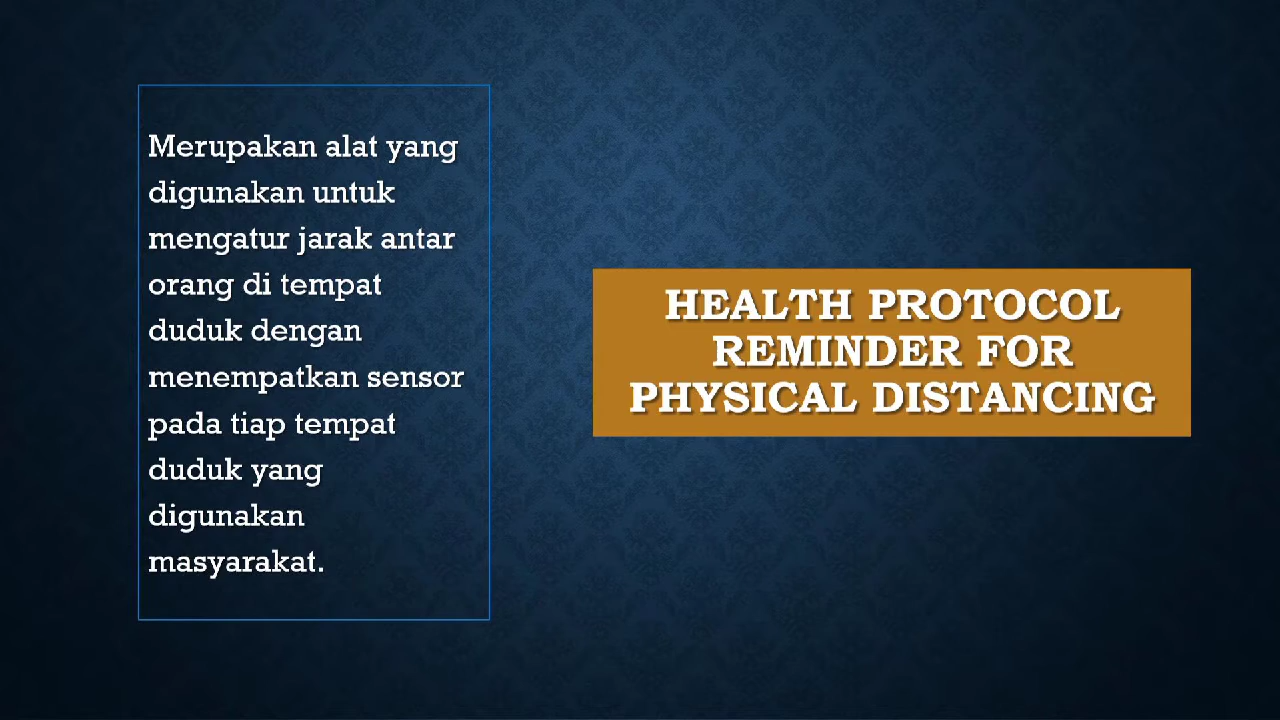 Merupakan alat yang
digunakan untuk
mengatur jarak antar
orang di tempat
duduk dengan
menempatkan sensor
pada tiap tempat
duduk yang
digunakan
masyarakat.
HEALTH PROTOCOL
REMINDER FOR
PHYSICAL DISTANCING